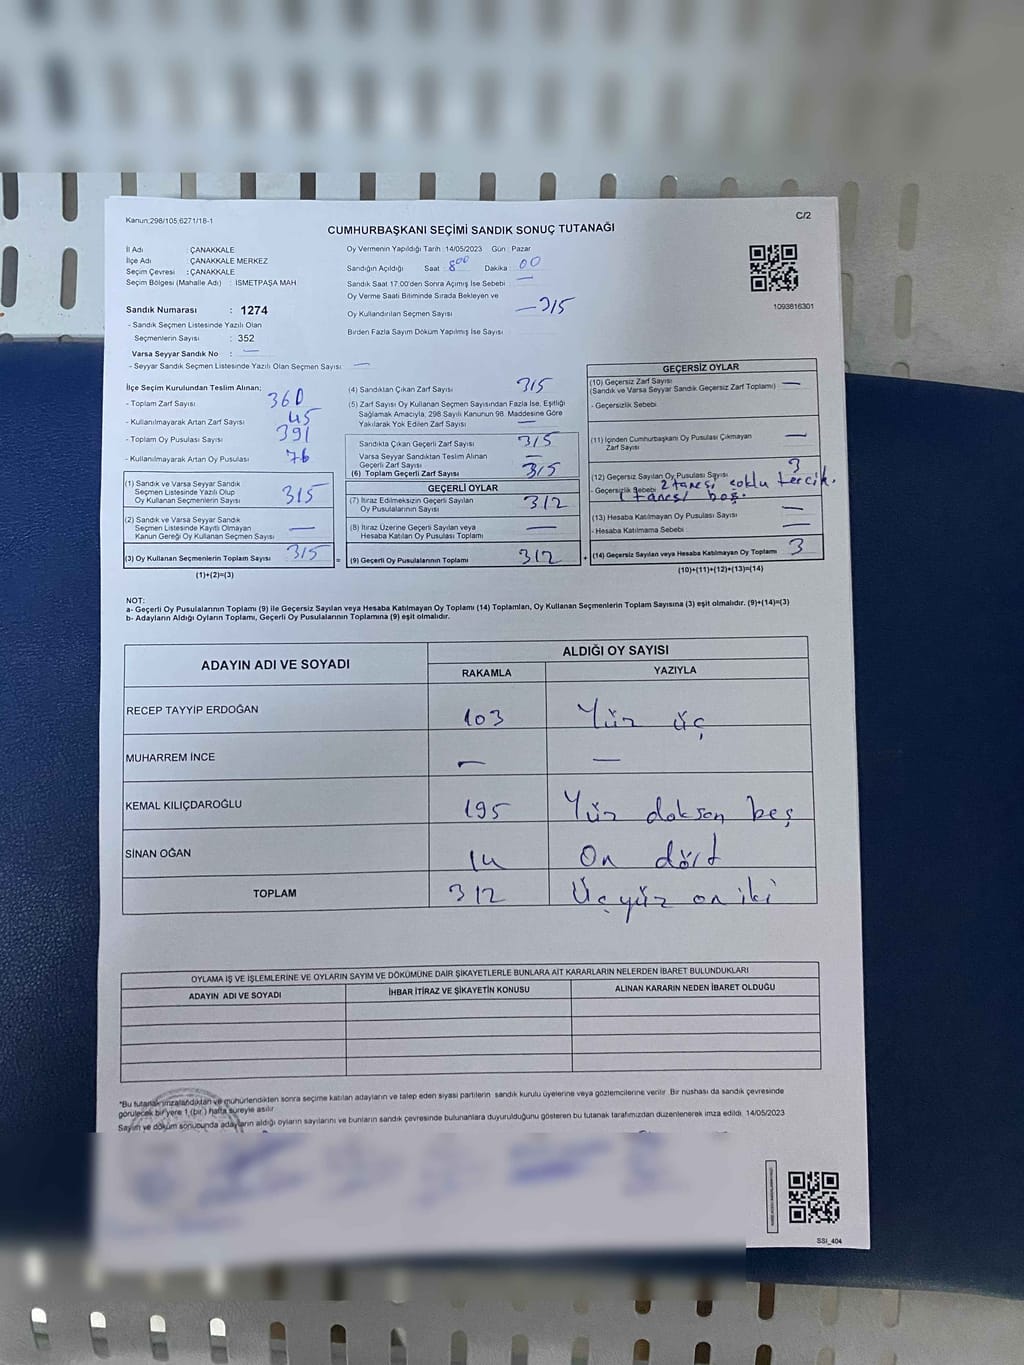 Kanun:298/105,6271/18-1
C/2
CUMHURBAŞKANI SEÇİMİ SANDIK SONUÇ TUTANAĞI
İl Adı : ÇANAKKALE
İlçe Adı : ÇANAKKALE MERKEZ
Seçim Çevresi : ÇANAKKALE
Seçim Bölgesi (Mahalle Adı) : İSMETPAŞA MAH
Sandık Numarası : 1274
- Sandık Seçmen Listesinde Yazılı Olan
Seçmenlerin Sayısı : 352
Varsa Seyyar Sandık No : —
- Seyyar Sandık Seçmen Listesinde Yazılı Olan Seçmen Sayısı : —
Oy Vermenin Yapıldığı Tarih :14/05/2023 Gün : Pazar
Sandığın Açıldığı Saat : 8⁰⁰ Dakika : 00
Sandık Saat 17.00'den Sonra Açımış İse Sebebi : —
Oy Verme Saati Bitiminde Sırada Bekleyen ve
Oy Kullandırılan Seçmen Sayısı : — 315
Birden Fazla Sayım Döküm Yapılmış İse Sayısı :
1093816301
İlçe Seçim Kurulundan Teslim Alınan;
- Toplam Zarf Sayısı : 360
- Kullanılmayarak Artan Zarf Sayısı : 45
- Toplam Oy Pusulası Sayısı : 391
- Kullanılmayarak Artan Oy Pusulası : 76
(1) Sandık ve Varsa Seyyar Sandık
Seçmen Listesinde Yazılı Olup
Oy Kullanan Seçmenlerin Sayısı : 315
(2) Sandık ve Varsa Seyyar Sandık
Seçmen Listesinde Kayıtlı Olmayan
Kanun Gereği Oy Kullanan Seçmen Sayısı : —
(3) Oy Kullanan Seçmenlerin Toplam Sayısı : 315 =
(1)+(2)=(3)
(4) Sandıktan Çıkan Zarf Sayısı : 315
(5) Zarf Sayısı Oy Kullanan Seçmen Sayısından Fazla İse, Eşitliği
Sağlamak Amacıyla, 298 Sayılı Kanunun 98. Maddesine Göre
Yakılarak Yok Edilen Zarf Sayısı : —
Sandıkta Çıkan Geçerli Zarf Sayısı : 315
Varsa Seyyar Sandıktan Teslim Alınan
Geçerli Zarf Sayısı : —
(6) Toplam Geçerli Zarf Sayısı : 315
GEÇERLİ OYLAR
(7) İtiraz Edilmeksizin Geçerli Sayılan
Oy Pusulalarının Sayısı : 312
(8) İtiraz Üzerine Geçerli Sayılan veya
Hesaba Katılan Oy Pusulası Toplamı : —
(9) Geçerli Oy Pusulalarının Toplamı : 312 +
GEÇERSİZ OYLAR
(10) Geçersiz Zarf Sayısı : —
(Sandık ve Varsa Seyyar Sandık Geçersiz Zarf Toplamı)
- Geçersizlik Sebebi :
(11) İçinden Cumhurbaşkanı Oy Pusulası Çıkmayan
Zarf Sayısı : —
(12) Geçersiz Sayılan Oy Pusulası Sayısı : 3
- Geçersizlik Sebebi : 2 tanesi çoklu tercih.
1 tanesi boş.
(13) Hesaba Katılmayan Oy Pusulası Sayısı : —
- Hesaba Katılmama Sebebi : —
(14) Geçersiz Sayılan veya Hesaba Katılmayan Oy Toplamı : 3
(10)+(11)+(12)+(13)=(14)
NOT:
a- Geçerli Oy Pusulalarının Toplamı (9) ile Geçersiz Sayılan veya Hesaba Katılmayan Oy Toplamı (14) Toplamları, Oy Kullanan Seçmenlerin Toplam Sayısına (3) eşit olmalıdır. (9)+(14)=(3)
b- Adayların Aldığı Oyların Toplamı, Geçerli Oy Pusulalarının Toplamına (9) eşit olmalıdır.
ADAYIN ADI VE SOYADI
ALDIĞI OY SAYISI
RAKAMLA YAZIYLA
RECEP TAYYİP ERDOĞAN 103 Yüz üç
MUHARREM İNCE — —
KEMAL KILIÇDAROĞLU 195 Yüz doksan beş
SİNAN OĞAN 14 On dört
TOPLAM 312 Üçyüz on iki
OYLAMA İŞ VE İŞLEMLERİNE VE OYLARIN SAYIM VE DÖKÜMÜNE DAİR ŞİKAYETLERLE BUNLARA AİT KARARLARIN NELERDEN İBARET BULUNDUKLARI
ADAYIN ADI VE SOYADI İHBAR İTİRAZ VE ŞİKAYETİN KONUSU ALINAN KARARIN NEDEN İBARET OLDUĞU
*Bu tutanak imzalandıktan ve mühürlendikten sonra seçime katılan adayların ve talep eden siyasi partilerin sandık kurulu üyelerine veya gözlemcilerine verilir. Bir nüshası da sandık çevresinde
görülecek bir yere 1 (bir) hafta süreyle asılır.
Sayım ve döküm sonucunda adayların aldığı oyların sayılarını ve bunların sandık çevresinde bulunanlara duyurulduğunu gösteren bu tutanak tarafımızdan düzenlenerek imza edildi. 14/05/2023
SSI_404